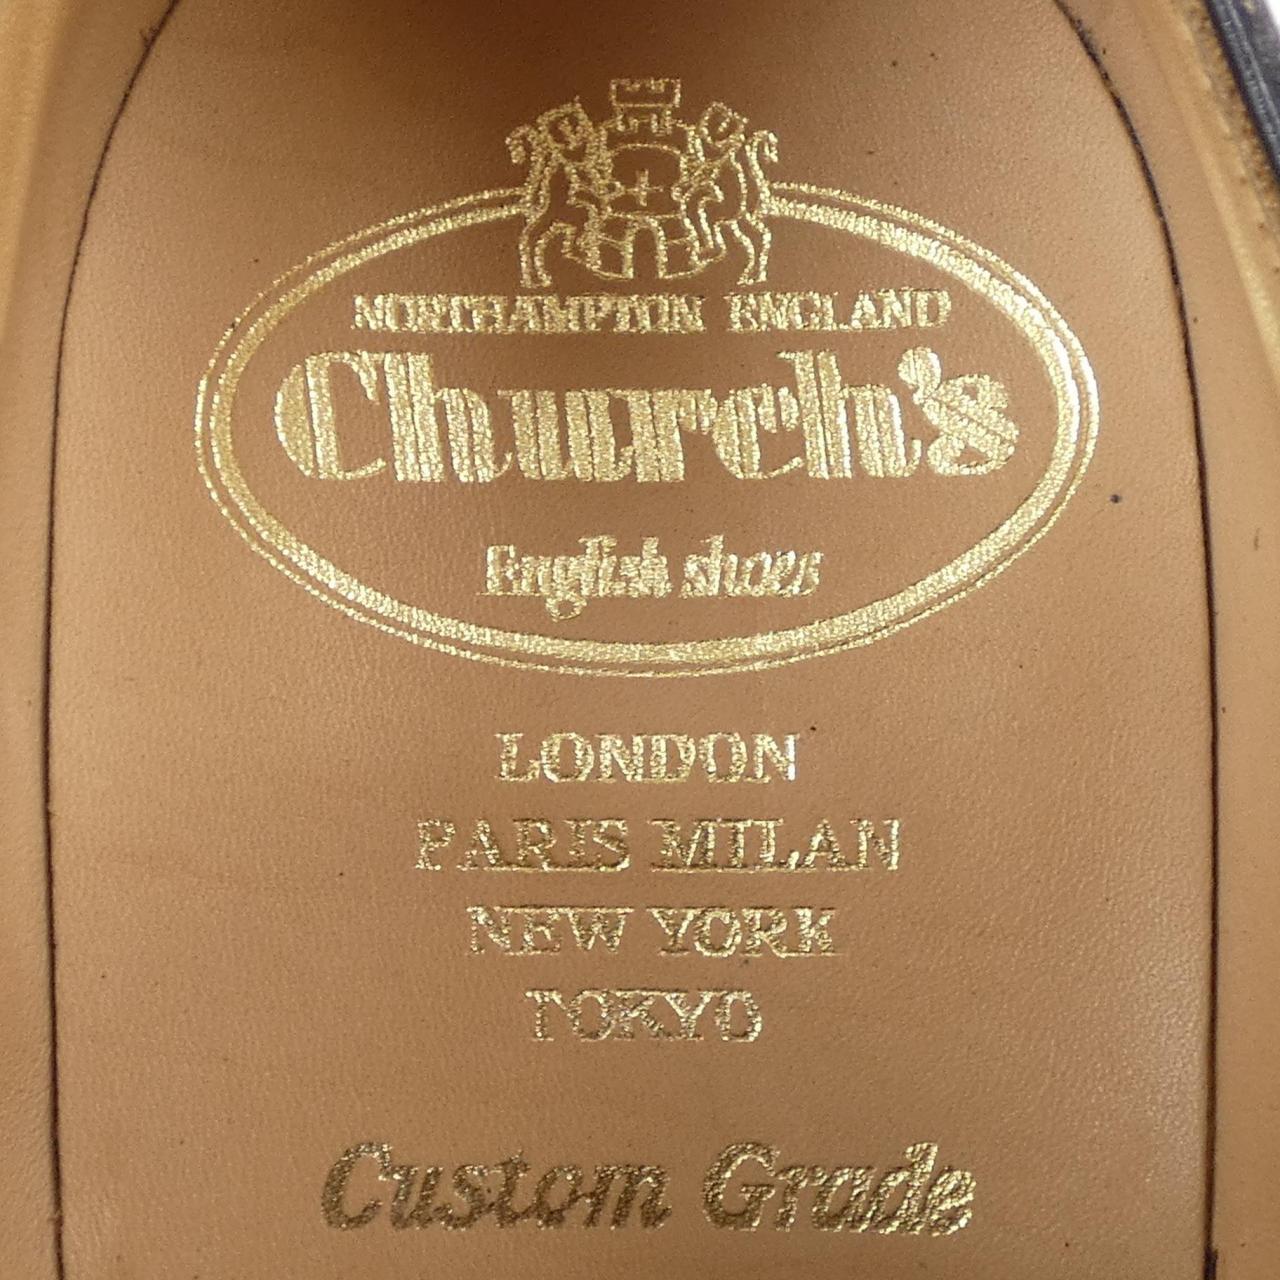 NORTHAMPTON ENGLAND
Church's
English shoes
LONDON
PARIS MILAN
NEW YORK
TOKYO
Custom Grade